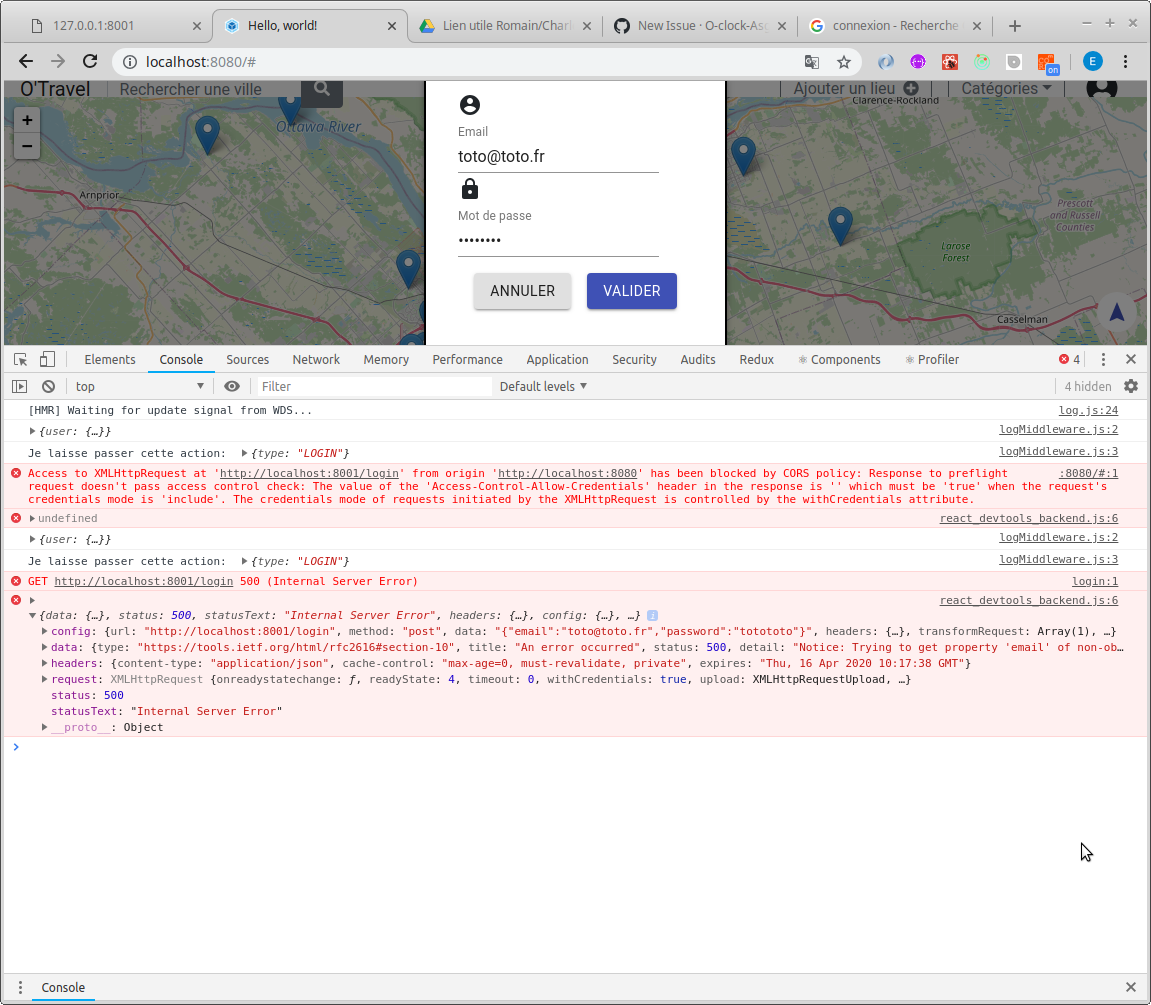 127.0.0.1:8001
Hello, world!
Lien utile Romain/Charl
New Issue · O-clock-Asg
connexion - Recherche
localhost:8080/#
on
E
O'Travel
Rechercher une ville
Ajouter un lieu
Catégories
+
−
Ottawa River
Clarence-Rockland
Arnprior
Prescott
and Russell
Counties
Larose
Forest
Casselman
Email
toto@toto.fr
Mot de passe
••••••••
ANNULER
VALIDER
Elements
Console
Sources
Network
Memory
Performance
Application
Security
Audits
Redux
Components
Profiler
4
top
Filter
Default levels
4 hidden
[HMR] Waiting for update signal from WDS...
log.js:24
{user: {…}}
logMiddleware.js:2
Je laisse passer cette action: {type: "LOGIN"}
logMiddleware.js:3
Access to XMLHttpRequest at 'http://localhost:8001/login' from origin 'http://localhost:8080' has been blocked by CORS policy: Response to preflight
:8080/#:1
request doesn't pass access control check: The value of the 'Access-Control-Allow-Credentials' header in the response is '' which must be 'true' when the request's
credentials mode is 'include'. The credentials mode of requests initiated by the XMLHttpRequest is controlled by the withCredentials attribute.
undefined
react_devtools_backend.js:6
{user: {…}}
logMiddleware.js:2
Je laisse passer cette action: {type: "LOGIN"}
logMiddleware.js:3
GET http://localhost:8001/login 500 (Internal Server Error)
login:1
react_devtools_backend.js:6
{data: {…}, status: 500, statusText: "Internal Server Error", headers: {…}, config: {…}, …}
config: {url: "http://localhost:8001/login", method: "post", data: "{"email":"toto@toto.fr","password":"totototo"}", headers: {…}, transformRequest: Array(1), …}
data: {type: "https://tools.ietf.org/html/rfc2616#section-10", title: "An error occurred", status: 500, detail: "Notice: Trying to get property 'email' of non-ob…
headers: {content-type: "application/json", cache-control: "max-age=0, must-revalidate, private", expires: "Thu, 16 Apr 2020 10:17:38 GMT"}
request: XMLHttpRequest {onreadystatechange: ƒ, readyState: 4, timeout: 0, withCredentials: true, upload: XMLHttpRequestUpload, …}
status: 500
statusText: "Internal Server Error"
__proto__: Object
Console